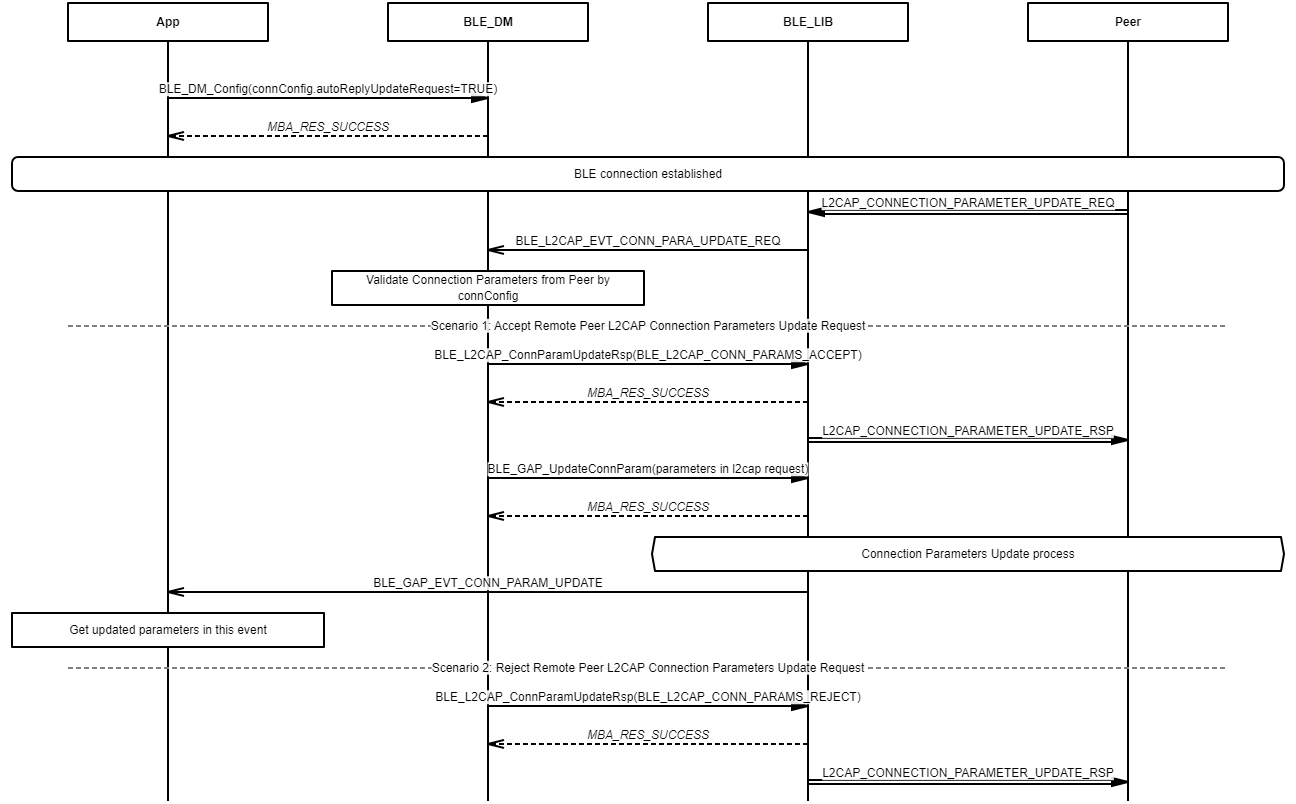 App
BLE_DM
BLE_LIB
Peer
BLE_DM_Config(connConfig.autoReplyUpdateRequest=TRUE)
MBA_RES_SUCCESS
BLE connection established
L2CAP_CONNECTION_PARAMETER_UPDATE_REQ
BLE_L2CAP_EVT_CONN_PARA_UPDATE_REQ
Validate Connection Parameters from Peer by
connConfig
Scenario 1: Accept Remote Peer L2CAP Connection Parameters Update Request
BLE_L2CAP_ConnParamUpdateRsp(BLE_L2CAP_CONN_PARAMS_ACCEPT)
MBA_RES_SUCCESS
L2CAP_CONNECTION_PARAMETER_UPDATE_RSP
BLE_GAP_UpdateConnParam(parameters in l2cap request)
MBA_RES_SUCCESS
Connection Parameters Update process
BLE_GAP_EVT_CONN_PARAM_UPDATE
Get updated parameters in this event
Scenario 2: Reject Remote Peer L2CAP Connection Parameters Update Request
BLE_L2CAP_ConnParamUpdateRsp(BLE_L2CAP_CONN_PARAMS_REJECT)
MBA_RES_SUCCESS
L2CAP_CONNECTION_PARAMETER_UPDATE_RSP